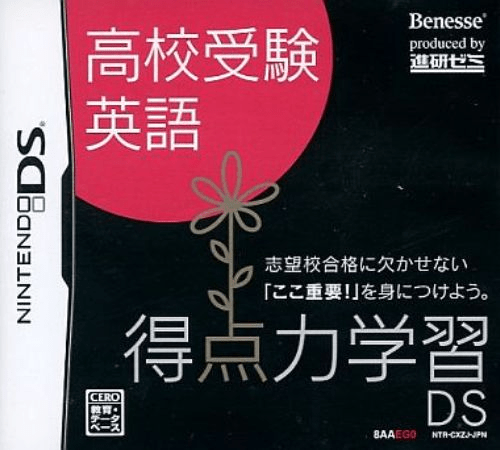 高校受験
英語
Benesse®
produced by
進研ゼミ
NINTENDO DS
志望校合格に欠かせない
「ここ重要!」を身につけよう。
得点力学習
DS
CERO
教育・
データ
ベース
8AAEG0
NTR-CXZJ-JPN